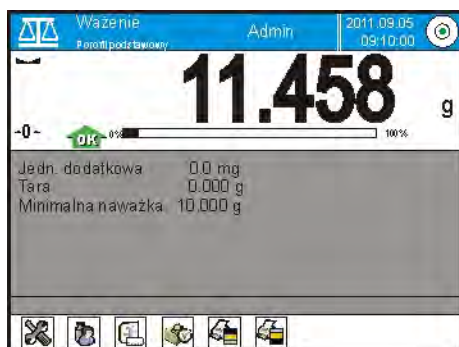 Ważenie Admin 2011.09.05
Porofil podstawowy 09:10:00
11.458 g
-0- OK 0% 100%
Jedn. dodatkowa 0.0 mg
Tara 0.000 g
Minimalna naważka 10.000 g